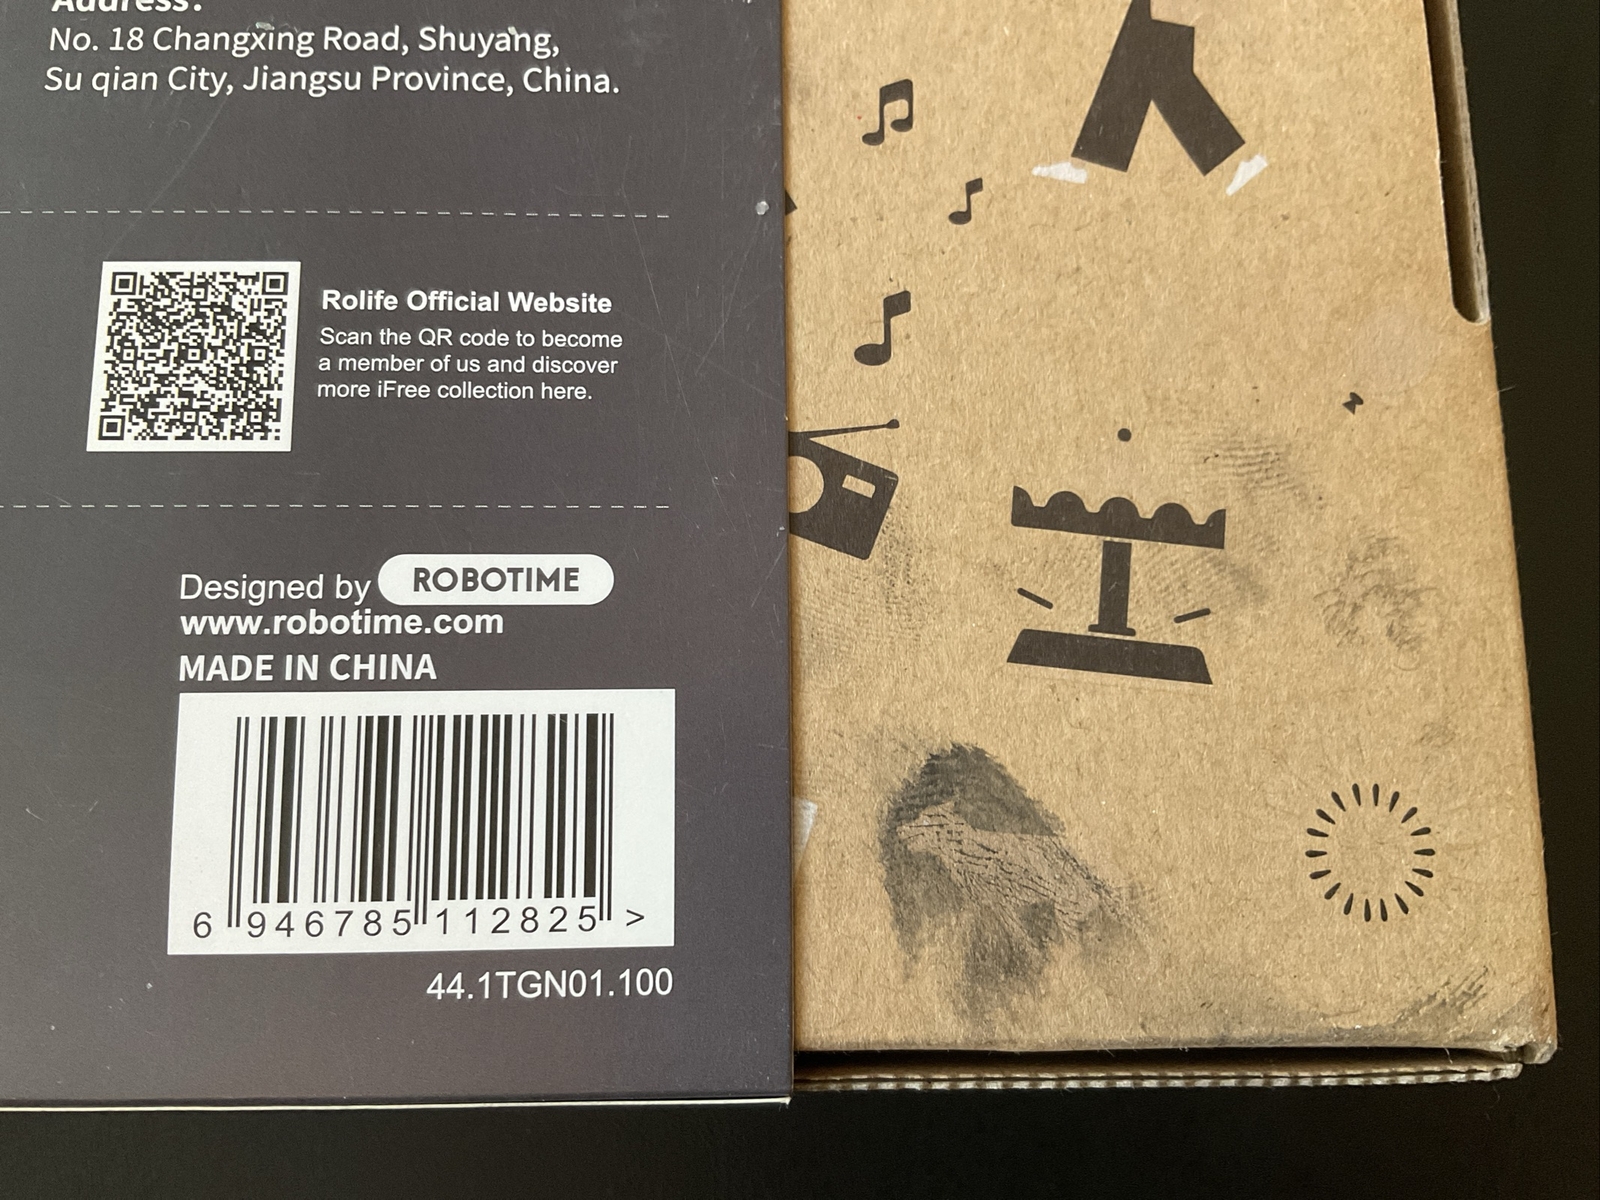 Address:
No. 18 Changxing Road, Shuyang,
Su qian City, Jiangsu Province, China.
Rolife Official Website
Scan the QR code to become
a member of us and discover
more iFree collection here.
Designed by ROBOTIME
www.robotime.com
MADE IN CHINA
6 946785 112825 >
44.1TGN01.100